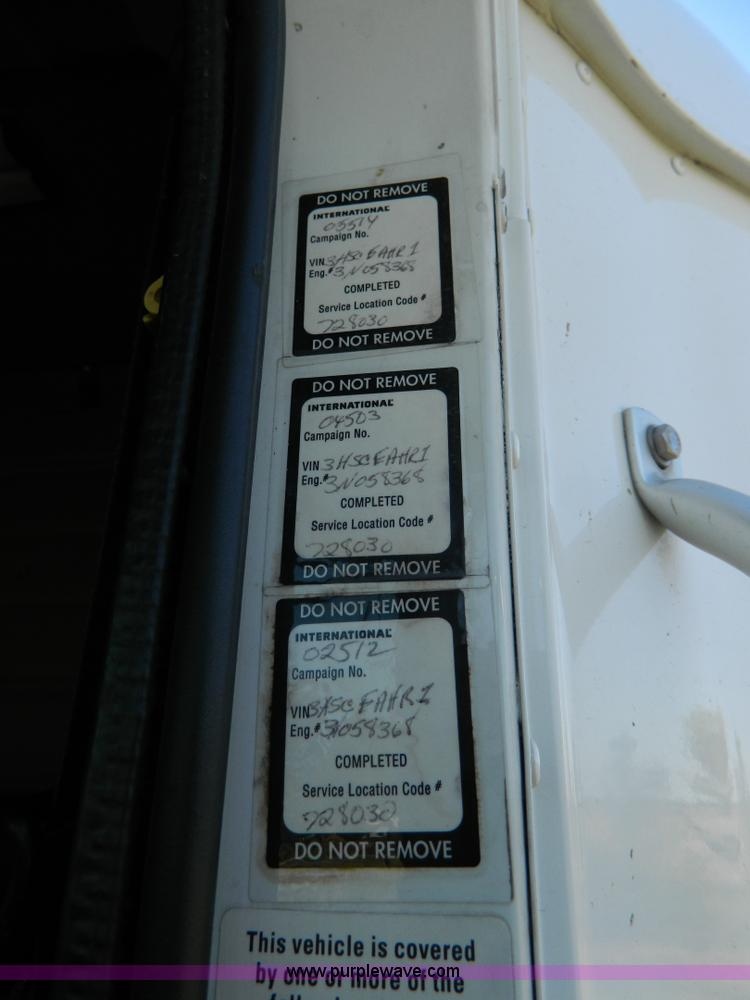 DO NOT REMOVE
INTERNATIONAL
03514
Campaign No.
VIN 3HSCEAHR1
Eng.# 3N058368
COMPLETED
Service Location Code #
728030
DO NOT REMOVE
DO NOT REMOVE
INTERNATIONAL
04503
Campaign No.
VIN 3HSCEAHR1
Eng.# 3N058368
COMPLETED
Service Location Code #
728030
DO NOT REMOVE
DO NOT REMOVE
INTERNATIONAL
02512
Campaign No.
VIN 3HSCEAHR1
Eng.# 3N058368
COMPLETED
Service Location Code #
728030
DO NOT REMOVE
This vehicle is covered
by one or more of the
www.purplewave.com